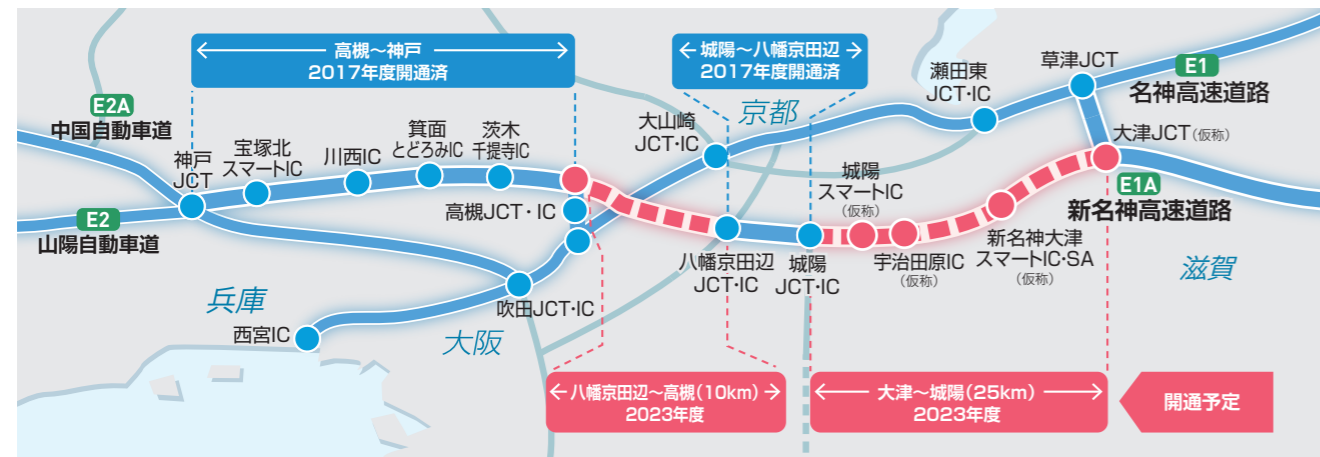 高槻〜神戸
2017年度開通済
城陽〜八幡京田辺
2017年度開通済
E2A
中国自動車道
神戸
JCT
宝塚北
スマートIC
川西IC
箕面
とどろみIC
茨木
千提寺IC
高槻JCT・IC
大山崎
JCT・IC
京都
瀬田東
JCT・IC
草津JCT
E1
名神高速道路
大津JCT(仮称)
E1A
新名神高速道路
E2
山陽自動車道
城陽
スマートIC
(仮称)
八幡京田辺
JCT・IC
城陽
JCT・IC
宇治田原IC
(仮称)
新名神大津
スマートIC・SA
(仮称)
滋賀
兵庫
西宮IC
大阪
吹田JCT・IC
八幡京田辺〜高槻(10km)
2023年度
大津〜城陽(25km)
2023年度
開通予定